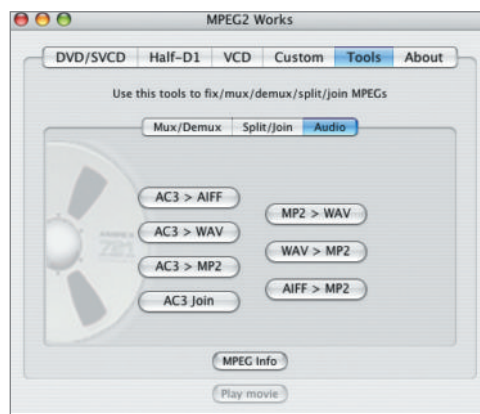 MPEG2 Works
DVD/SVCD Half-D1 VCD Custom Tools About
Use this tools to fix/mux/demux/split/join MPEGs
Mux/Demux Split/Join Audio
AC3 > AIFF
AC3 > WAV
AC3 > MP2
AC3 Join
MP2 > WAV
WAV > MP2
AIFF > MP2
MPEG Info
Play movie